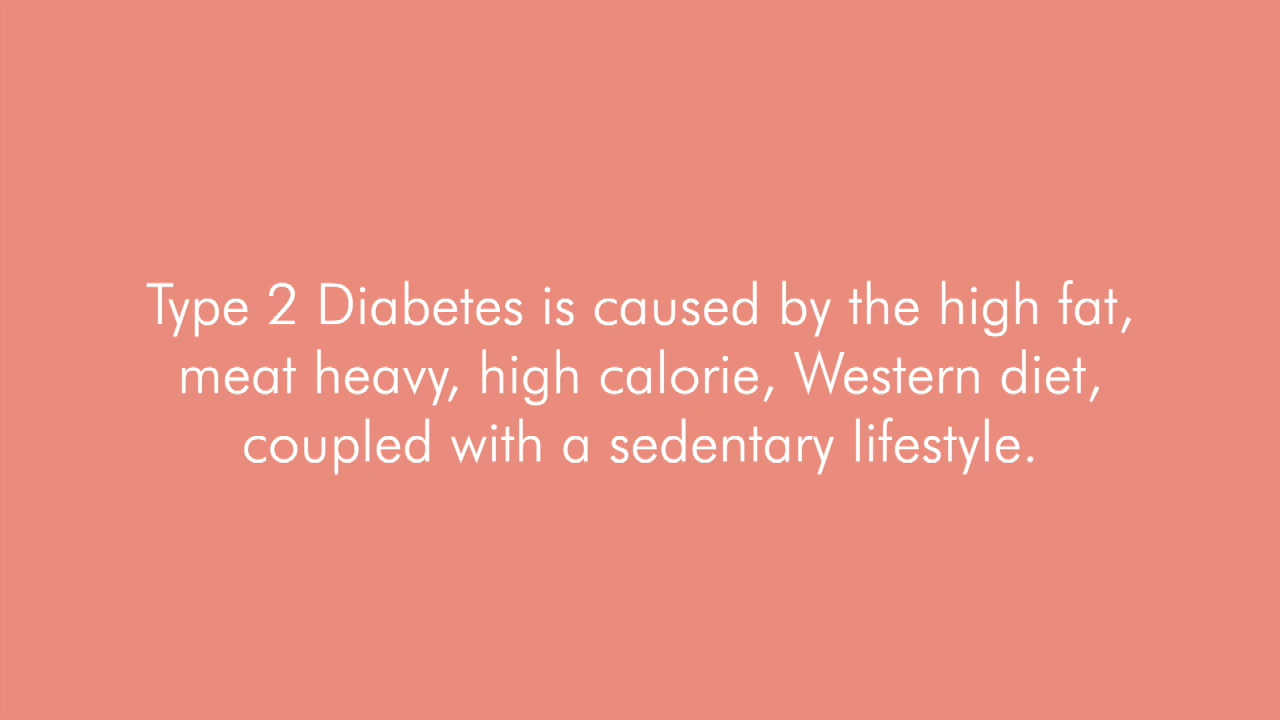 Type 2 Diabetes is caused by the high fat,
meat heavy, high calorie, Western diet,
coupled with a sedentary lifestyle.